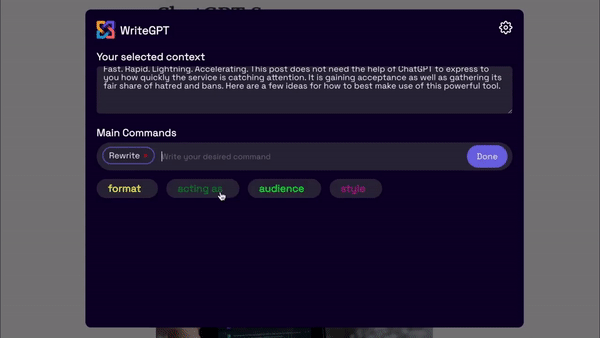 ChatGPT S
WriteGPT
Your selected context
Fast. Rapid. Lightning. Accelerating. This post does not need the help of ChatGPT to express to
you how quickly the service is catching attention. It is gaining acceptance as well as gathering its
fair share of hatred and bans. Here are a few ideas for how to best make use of this powerful tool.
Main Commands
Rewrite × Write your desired command Done
format acting as audience style